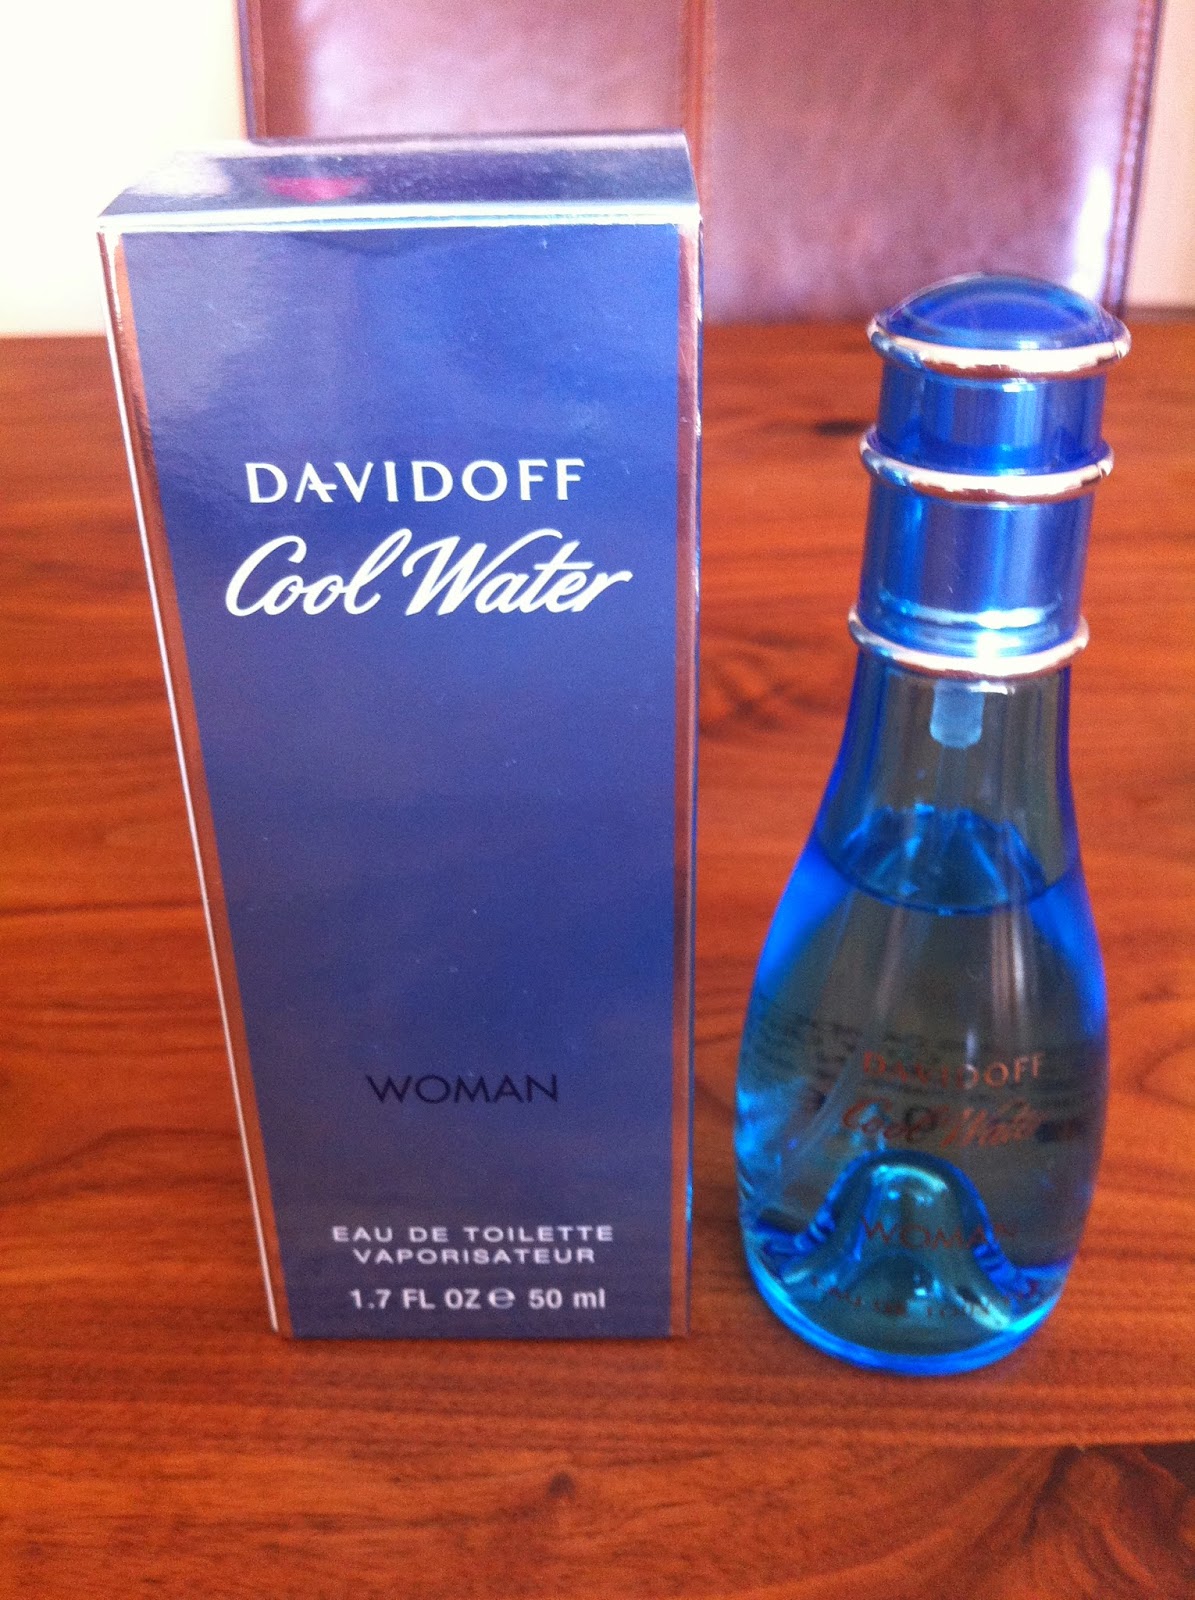 DAVIDOFF
Cool Water
WOMAN
EAU DE TOILETTE
VAPORISATEUR
1.7 FL OZ ℮ 50 ml
DAVIDOFF
Cool Water
WOMAN